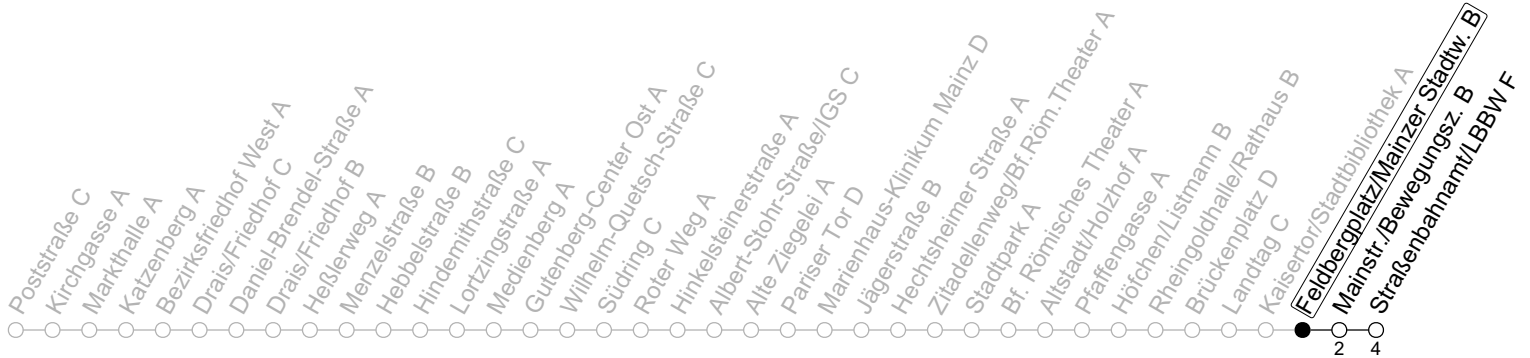 Poststraße C
Kirchgasse A
Markthalle A
Katzenberg A
Bezirksfriedhof West A
Drais/Friedhof C
Daniel-Brendel-Straße A
Drais/Friedhof B
Heßlerweg A
Menzelstraße B
Hebbelstraße B
Hindemithstraße C
Lortzingstraße A
Medienberg A
Gutenberg-Center Ost A
Wilhelm-Quetsch-Straße C
Südring C
Roter Weg A
Hinkelsteinerstraße A
Albert-Stohr-Straße/IGS C
Alte Ziegelei A
Pariser Tor D
Marienhaus-Klinikum Mainz D
Jägerstraße B
Hechtsheimer Straße A
Zitadellenweg/Bf.Röm. Theater A
Stadtpark A
Bf. Römisches Theater A
Altstadt/Holzhof A
Pfaffengasse A
Höfchen/Listmann B
Rheingoldhalle/Rathaus B
Brückenplatz D
Landtag C
Kaisertor/Stadtbibliothek A
Feldbergplatz/Mainzer Stadtw. B
Mainstr./Bewegungsz. B
Straßenbahnamt/LBBW F
2
4